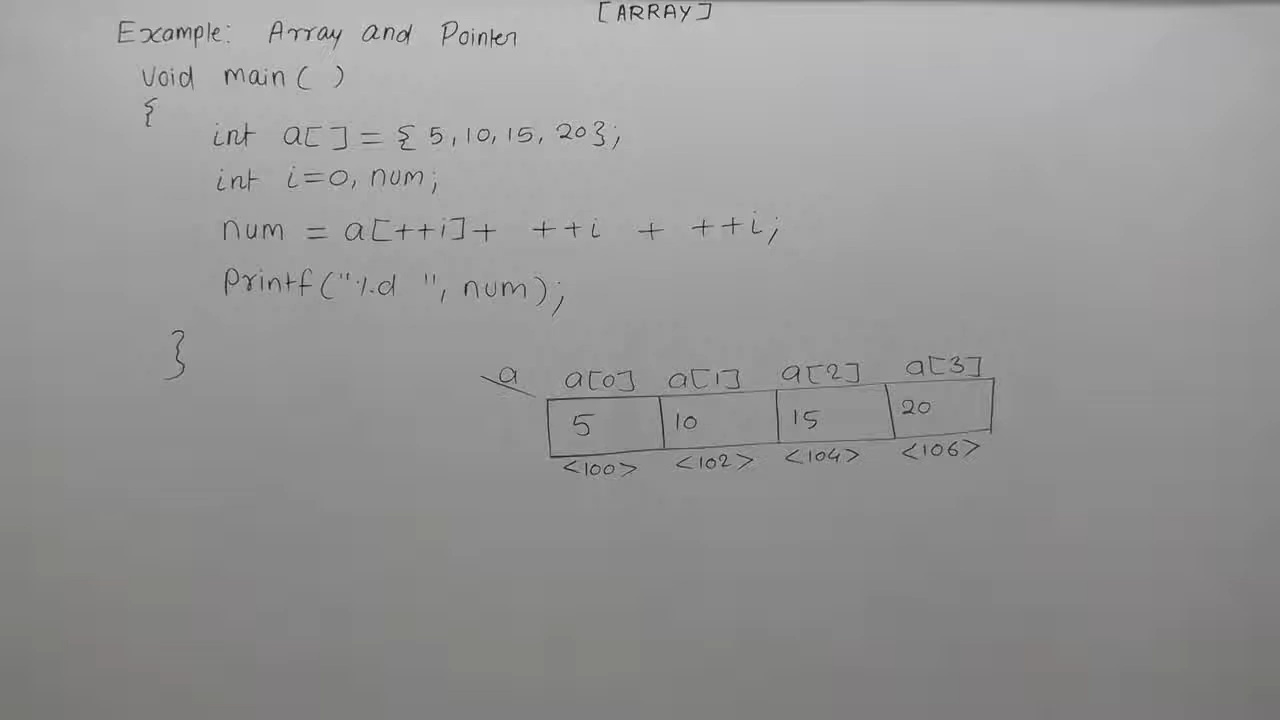 [ARRAY]
Example: Array and Pointer
void main( )
{
int a[ ] = { 5, 10, 15, 20};
int i=0, num;
num = a[++i]+ ++i + ++i;
Printf("%d ", num);
}
a a[0] a[1] a[2] a[3]
5 10 15 20
<100> <102> <104> <106>